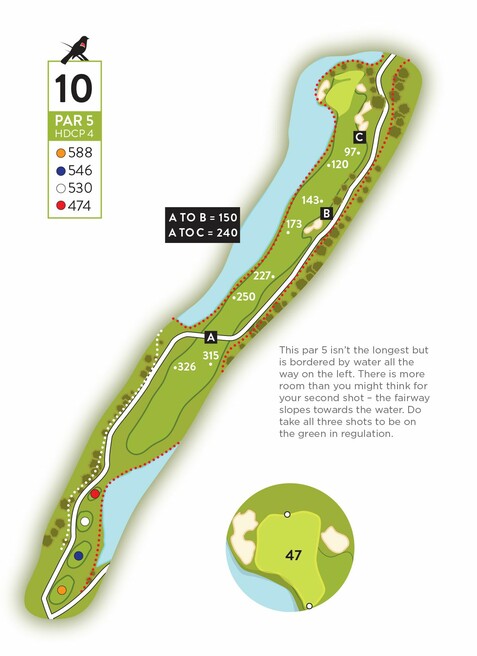 10
PAR 5
HDCP 4
588
546
530
474
A TO B = 150
A TO C = 240
C
97
120
143
B
173
227
250
A
315
326
This par 5 isn't the longest but
is bordered by water all the
way on the left. There is more
room than you might think for
your second shot – the fairway
slopes towards the water. Do
take all three shots to be on
the green in regulation.
47